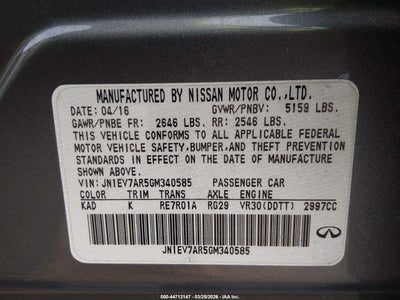 MANUFACTURED BY NISSAN MOTOR CO.,LTD.
DATE: 04/16 GVWR/PNBV: 5159 LBS.
GAWR/PNBE FR: 2646 LBS. RR: 2546 LBS.
THIS VEHICLE CONFORMS TO ALL APPLICABLE FEDERAL
MOTOR VEHICLE SAFETY, BUMPER, AND THEFT PREVENTION
STANDARDS IN EFFECT ON THE DATE OF MANUFACTURE
SHOWN ABOVE.
VIN: JN1EV7AR5GM340585 PASSENGER CAR
COLOR TRIM TRANS AXLE ENGINE
KAD K RE7R01A RG29 VR30(DDTT) 2997CC
JN1EV7AR5GM340585
INFINITI
000-44712147 - 03/29/2026 - IAAI